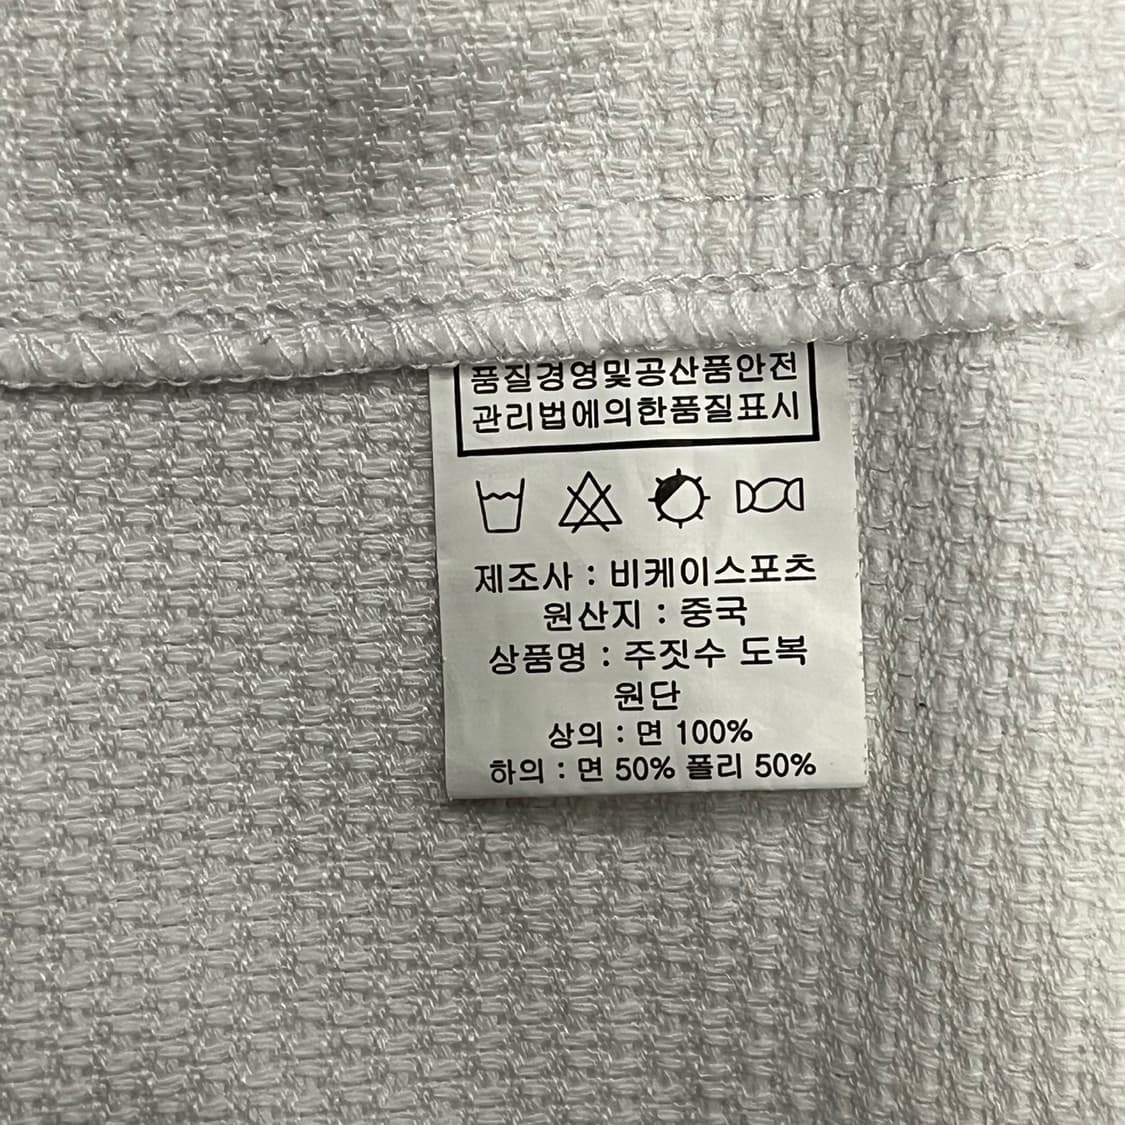 품질경영및공산품안전
관리법에의한품질표시
제조사 : 비케이스포츠
원산지 : 중국
상품명 : 주짓수 도복
원단
상의 : 면 100%
하의 : 면 50% 폴리 50%